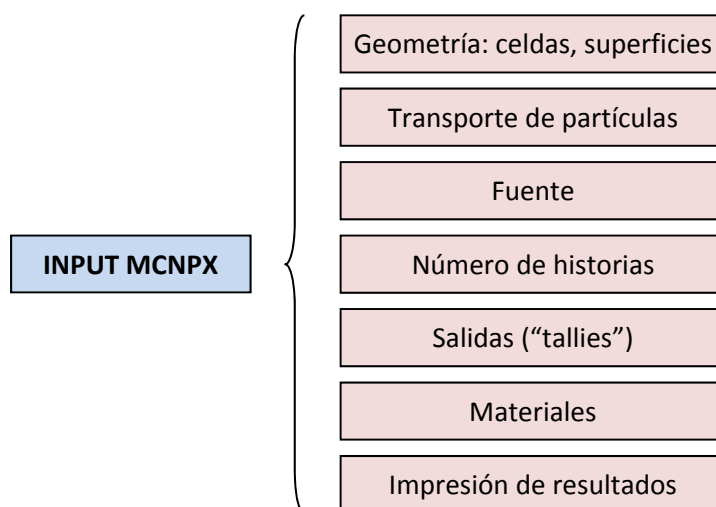 Geometría: celdas, superficies
Transporte de partículas
Fuente
INPUT MCNPX
Número de historias
Salidas (“tallies”)
Materiales
Impresión de resultados